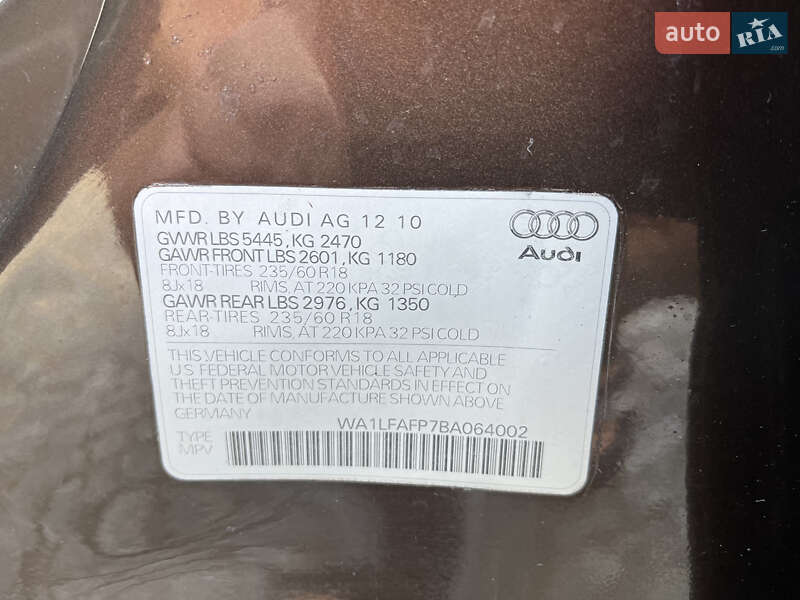 auto RIA.com
MFD. BY AUDI AG 12 10
GVWR LBS 5445, KG 2470
GAWR FRONT LBS 2601, KG 1180
FRONT-TIRES 235/60 R18
8Jx18 RIMS, AT 220 KPA 32 PSI COLD
GAWR REAR LBS 2976, KG 1350
REAR-TIRES 235/60 R18
8Jx18 RIMS, AT 220 KPA 32 PSI COLD
Audi
THIS VEHICLE CONFORMS TO ALL APPLICABLE
U.S. FEDERAL MOTOR VEHICLE SAFETY AND
THEFT PREVENTION STANDARDS IN EFFECT ON
THE DATE OF MANUFACTURE SHOWN ABOVE
GERMANY
WA1LFAFP7BA064002
TYPE
MPV